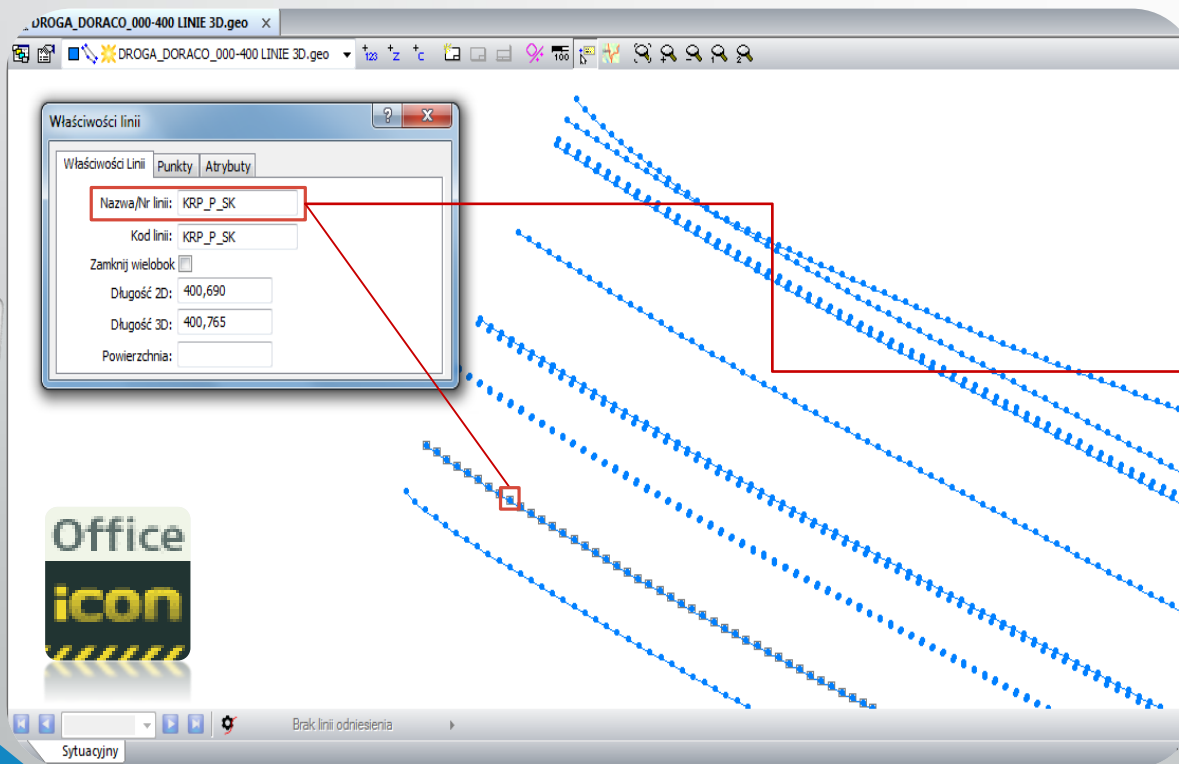 DROGA_DORACO_000-400 LINIE 3D.geo
DROGA_DORACO_000-400 LINIE 3D.geo
123
z
c
100
Właściwości linii
Właściwości Linii
Punkty
Atrybuty
Nazwa/Nr linii: KRP_P_SK
Kod linii: KRP_P_SK
Zamknij wielobok
Długość 2D: 400,690
Długość 3D: 400,765
Powierzchnia:
Office
icon
Brak linii odniesienia
Sytuacyjny